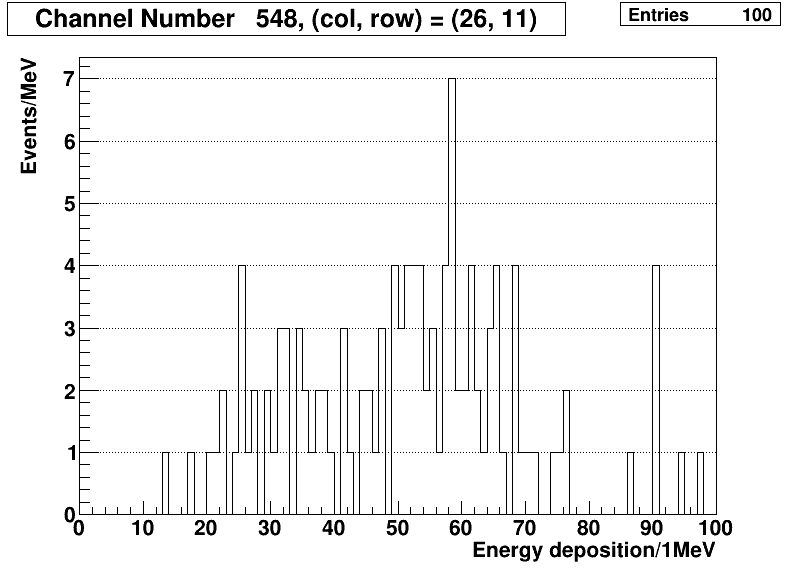 Channel Number 548, (col, row) = (26, 11)
Entries 100
Events/MeV
7
6
5
4
3
2
1
0
0 10 20 30 40 50 60 70 80 90 100
Energy deposition/1MeV